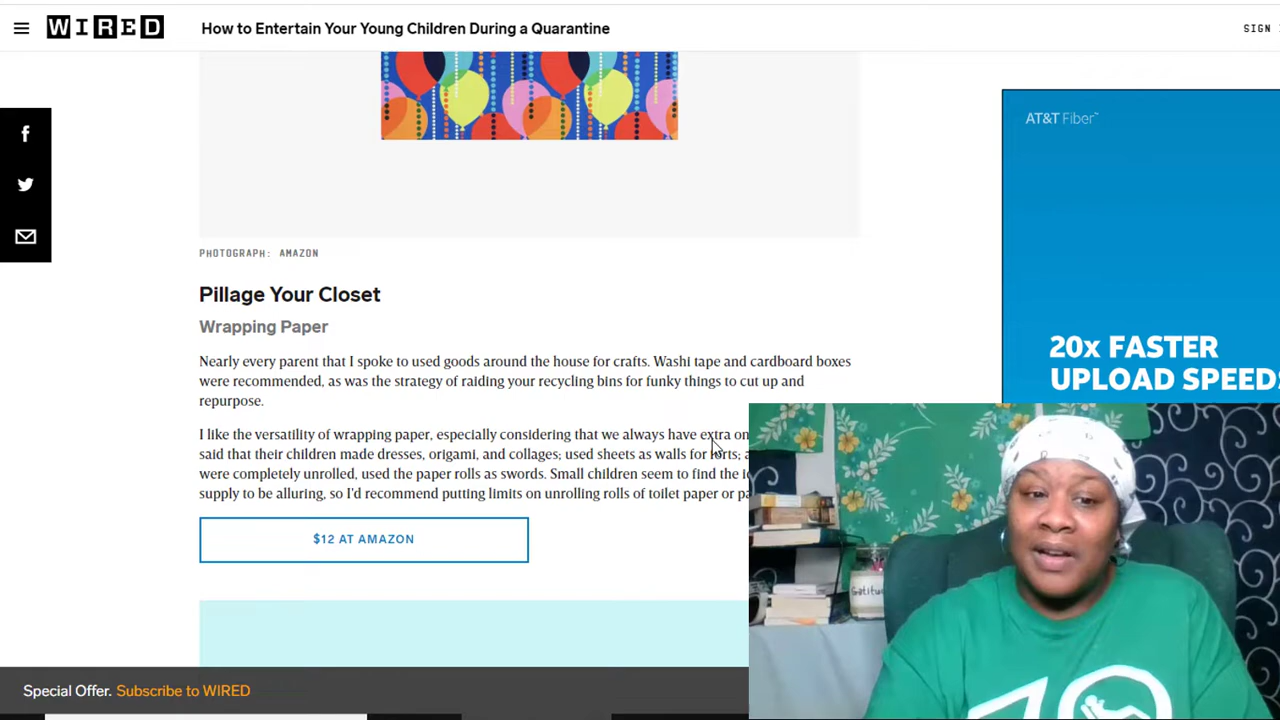 WIRED
How to Entertain Your Young Children During a Quarantine
SIGN
PHOTOGRAPH: AMAZON
Pillage Your Closet
Wrapping Paper
Nearly every parent that I spoke to used goods around the house for crafts. Washi tape and cardboard boxes
were recommended, as was the strategy of raiding your recycling bins for funky things to cut up and
repurpose.
I like the versatility of wrapping paper, especially considering that we always have extra on
said that their children made dresses, origami, and collages; used sheets as walls for forts;
were completely unrolled, used the paper rolls as swords. Small children seem to find the
supply to be alluring, so I'd recommend putting limits on unrolling rolls of toilet paper or
$12 AT AMAZON
AT&T Fiber™
20x FASTER
UPLOAD SPEEDS
Special Offer. Subscribe to WIRED